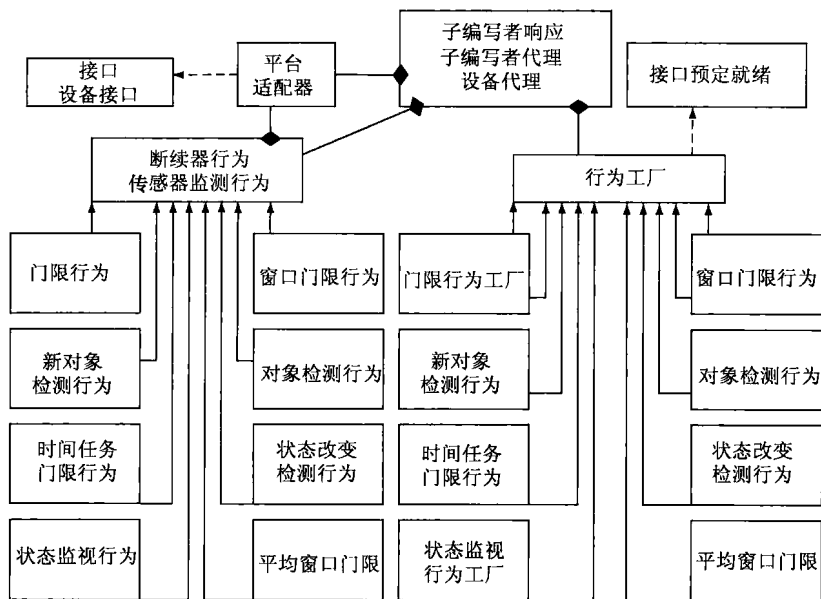 子编写者响应
子编写者代理
设备代理
接口
设备接口
平台
适配器
接口预定就绪
断续器行为
传感器监测行为
行为工厂
门限行为
窗口门限行为
门限行为工厂
窗口门限行为
新对象
检测行为
对象检测行为
新对象
检测行为
对象检测行为
时间任务
门限行为
状态改变
检测行为
时间任务
门限行为
状态改变
检测行为
状态监视行为
平均窗口门限
状态监视
行为工厂
平均窗口门限